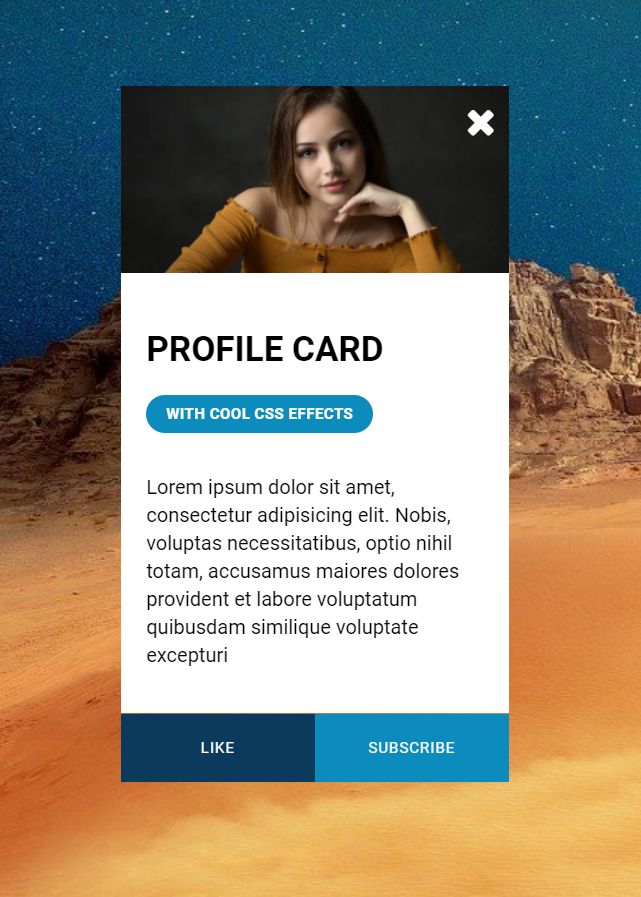 PROFILE CARD
WITH COOL CSS EFFECTS
Lorem ipsum dolor sit amet,
consectetur adipisicing elit. Nobis,
voluptas necessitatibus, optio nihil
totam, accusamus maiores dolores
provident et labore voluptatum
quibusdam similique voluptate
excepturi
LIKE
SUBSCRIBE